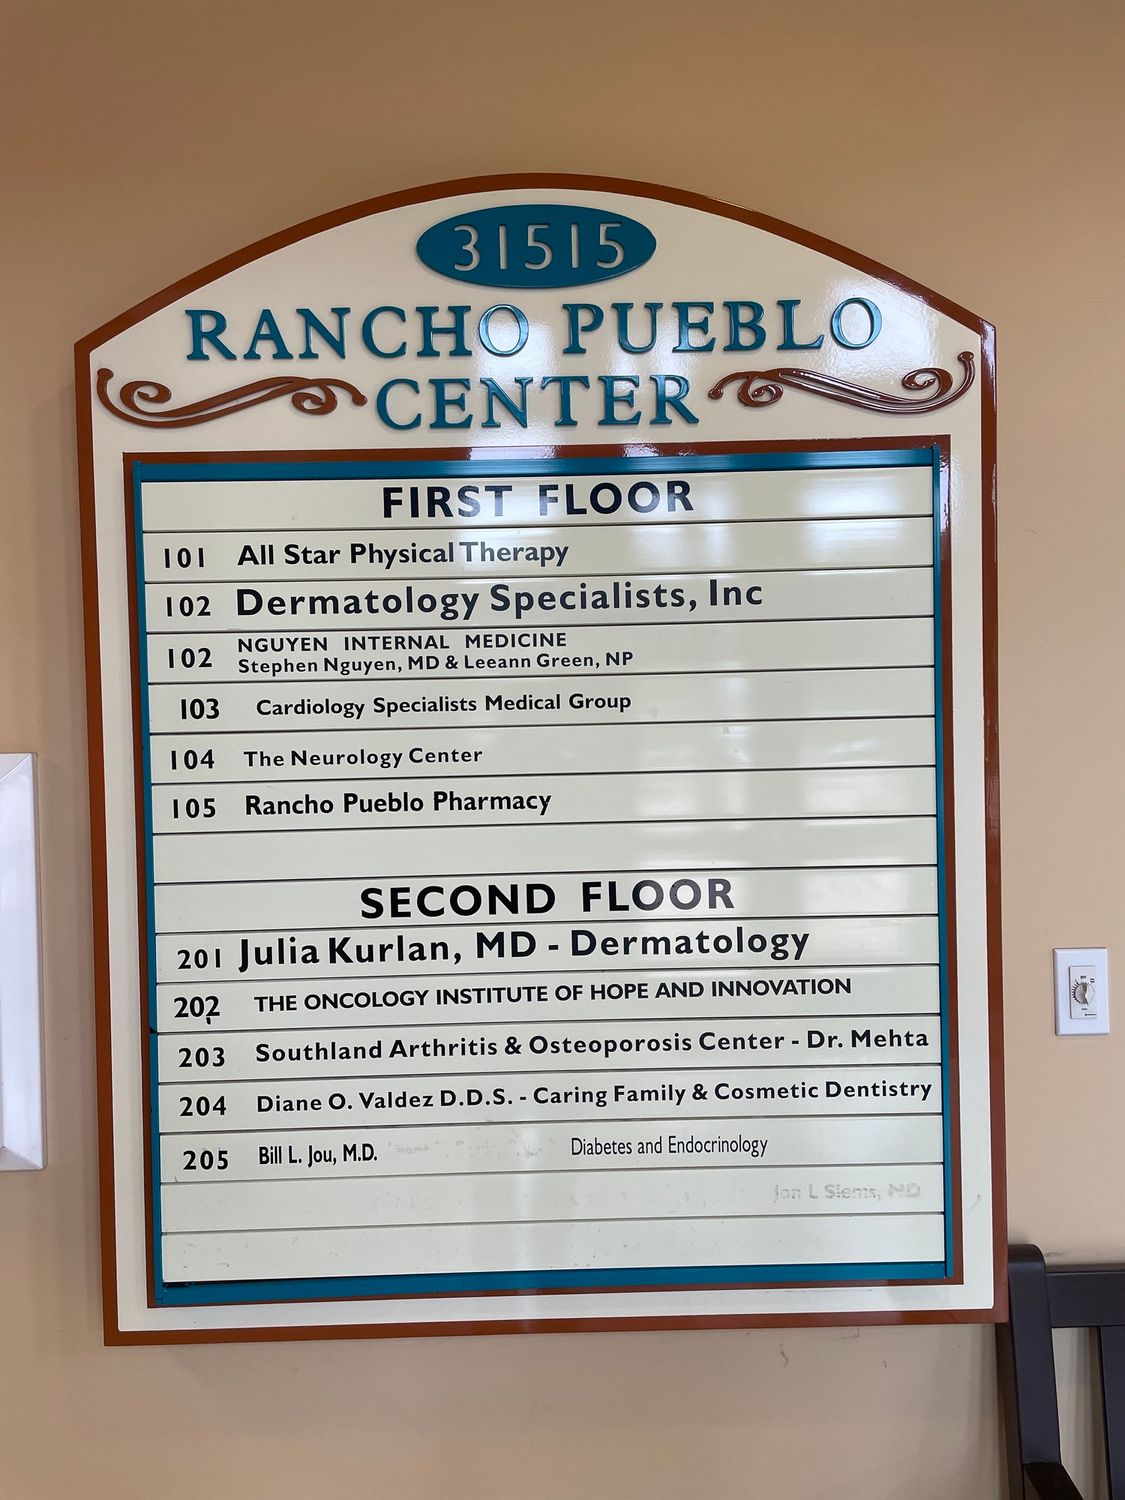 31515
RANCHO PUEBLO
CENTER
FIRST FLOOR
101 All Star Physical Therapy
102 Dermatology Specialists, Inc
102 NGUYEN INTERNAL MEDICINE
Stephen Nguyen, MD & Leeann Green, NP
103 Cardiology Specialists Medical Group
104 The Neurology Center
105 Rancho Pueblo Pharmacy
SECOND FLOOR
201 Julia Kurlan, MD - Dermatology
202 THE ONCOLOGY INSTITUTE OF HOPE AND INNOVATION
203 Southland Arthritis & Osteoporosis Center - Dr. Mehta
204 Diane O. Valdez D.D.S. - Caring Family & Cosmetic Dentistry
205 Bill L. Jou, M.D. Diabetes and Endocrinology
Jon L Siems, MD